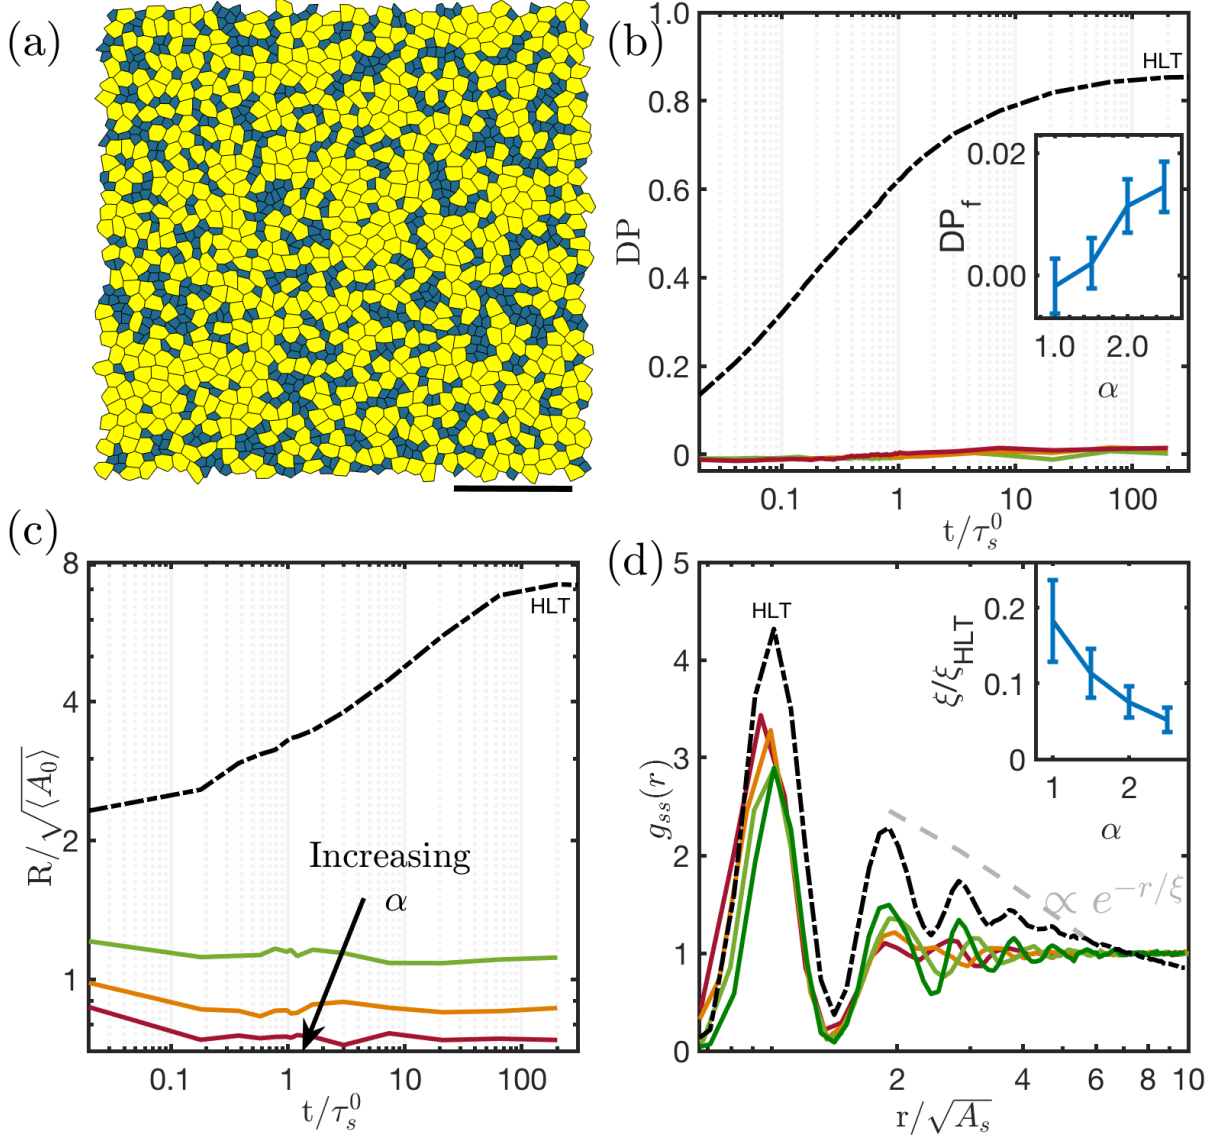 (a)
(b)
1.0
0.8
0.6
0.4
0.2
0
DP
HLT
0.02
0.00
DP_f
1.0 2.0
α
0.1 1 10 100
t/τ_s^0
(c)
8
4
2
1
R/√⟨A_0⟩
HLT
Increasing
α
0.1 1 10 100
t/τ_s^0
(d)
5
4
3
2
1
0
g_{ss}(r)
HLT
0.2
0.1
0
ξ/ξ_HLT
1 2
α
∝ e^{-r/ξ}
2 4 6 8 10
r/√A_s